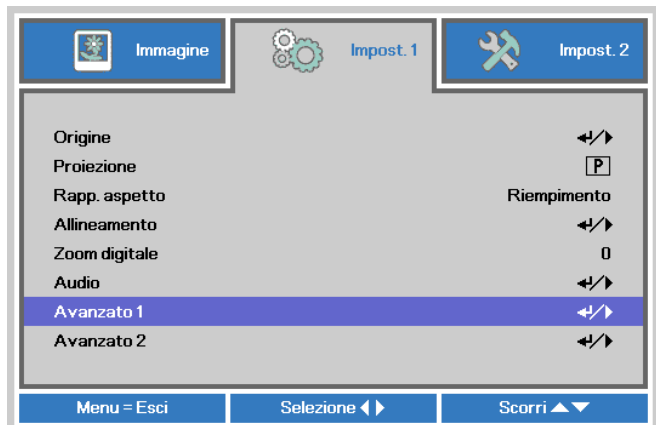 Immagine Impost. 1 Impost. 2
Origine
Proiezione P
Rapp. aspetto Riempimento
Allineamento
Zoom digitale 0
Audio
Avanzato 1
Avanzato 2
Menu = Esci Selezione Scorri